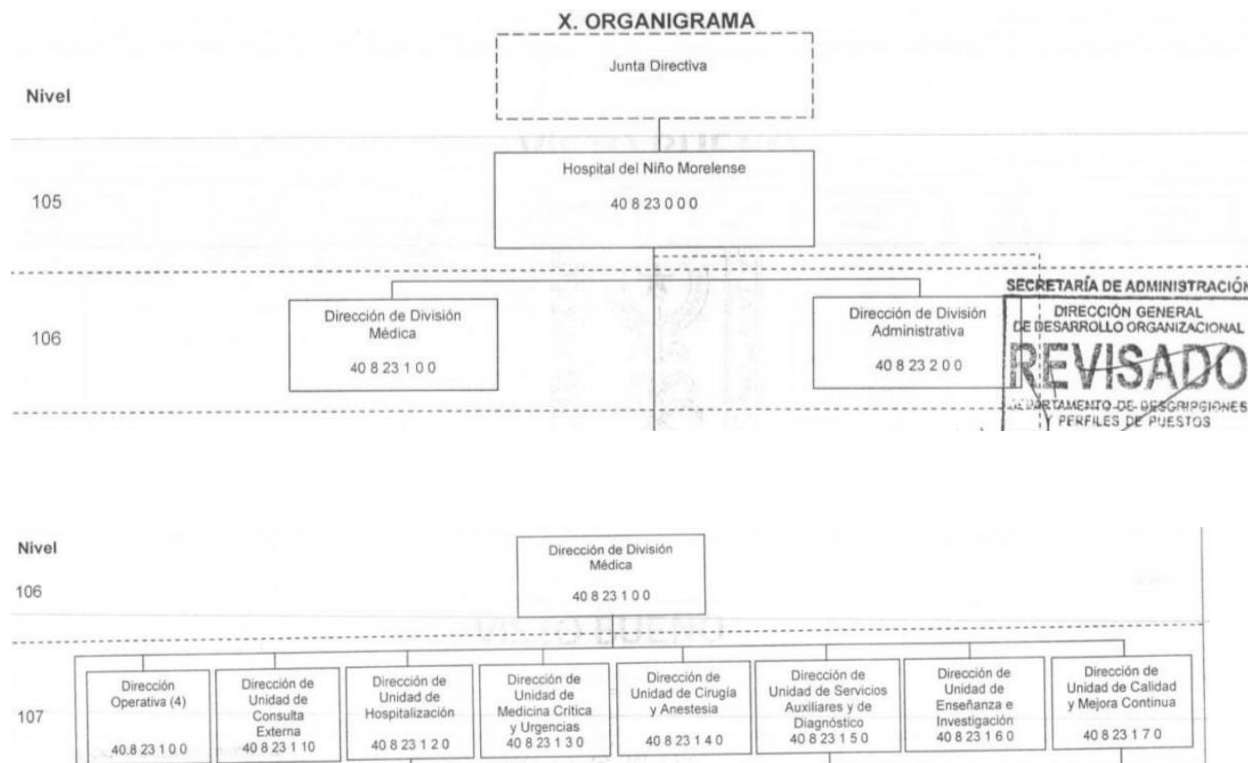 X. ORGANIGRAMA
Junta Directiva
Nivel
Hospital del Niño Morelense
105
40 8 23 0 0 0
SECRETARÍA DE ADMINISTRACIÓN
Dirección de División
Médica
40 8 23 1 0 0
Dirección de División
Administrativa
40 8 23 2 0 0
106
DIRECCIÓN GENERAL
DE DESARROLLO ORGANIZACIONAL
REVISADO
DEPARTAMENTO DE DESCRIPCIONES
Y PERFILES DE PUESTOS
Nivel
Dirección de División
Médica
106
40 8 23 1 0 0
VISTO BUENO
107
Dirección
Operativa (4)
40 8 23 1 0 0
Dirección de
Unidad de
Consulta
Externa
40 8 23 1 10
Dirección de
Unidad de
Hospitalización
40 8 23 1 2 0
Dirección de
Unidad de
Medicina Crítica
y Urgencias
40 8 23 1 3 0
Dirección de
Unidad de Cirugía
y Anestesia
40 8 23 1 4 0
Dirección de
Unidad de Servicios
Auxiliares y de
Diagnóstico
40 8 23 1 5 0
Dirección de
Unidad de
Enseñanza e
Investigación
40 8 23 1 6 0
Dirección de
Unidad de Calidad
y Mejora Continua
40 8 23 1 7 0